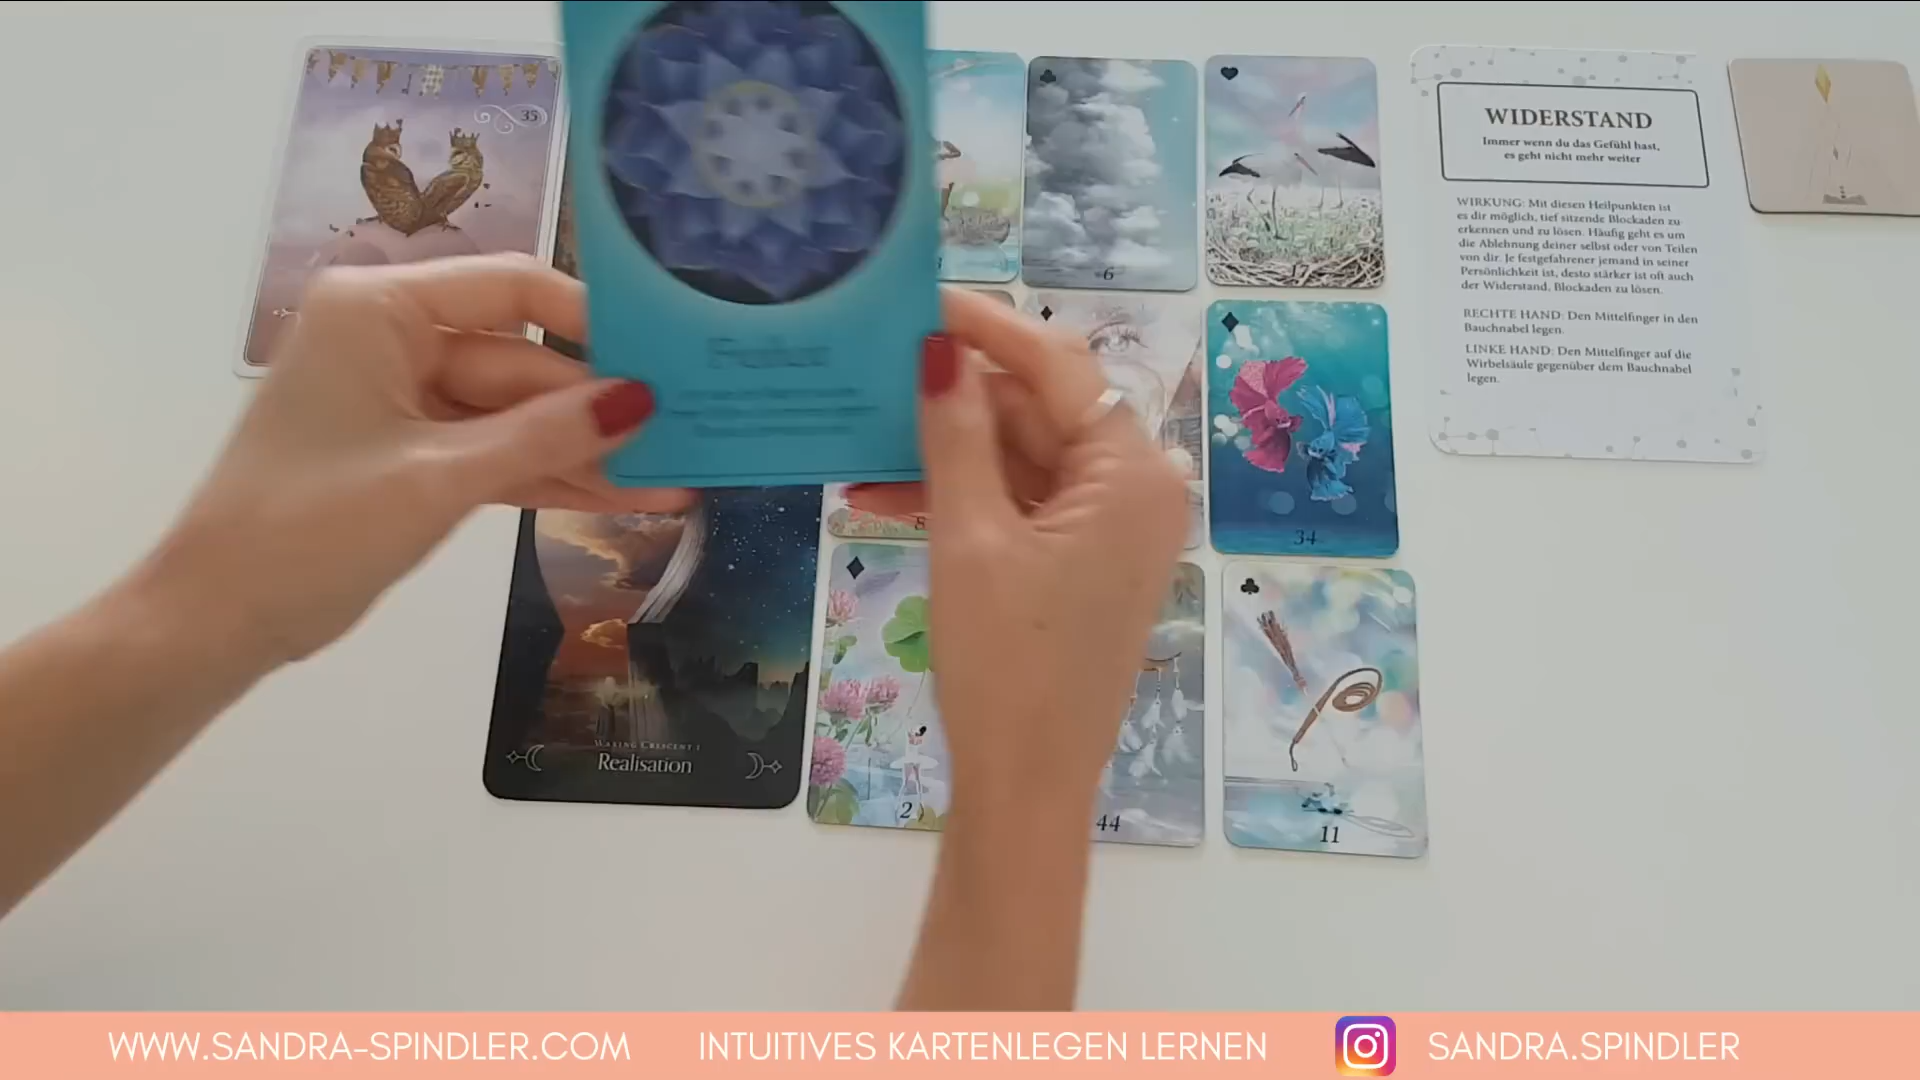 35
6
17
WIDERSTAND
Immer wenn du das Gefühl hast,
es geht nicht mehr weiter
WIRKUNG: Mit diesen Heilpunkten ist
es dir möglich, tief sitzende Blockaden zu
erkennen und zu lösen. Häufig geht es um
die Ablehnung deiner selbst oder von Teilen
von dir. Je festgefahrener jemand in seiner
Persönlichkeit ist, desto stärker ist oft auch
der Widerstand, Blockaden zu lösen.
RECHTE HAND: Den Mittelfinger in den
Bauchnabel legen.
LINKE HAND: Den Mittelfinger auf die
Wirbelsäule gegenüber dem Bauchnabel
legen.
34
WAXING CRESCENT
Realisation
2
44
11
WWW.SANDRA-SPINDLER.COM
INTUITIVES KARTENLEGEN LERNEN
SANDRA.SPINDLER